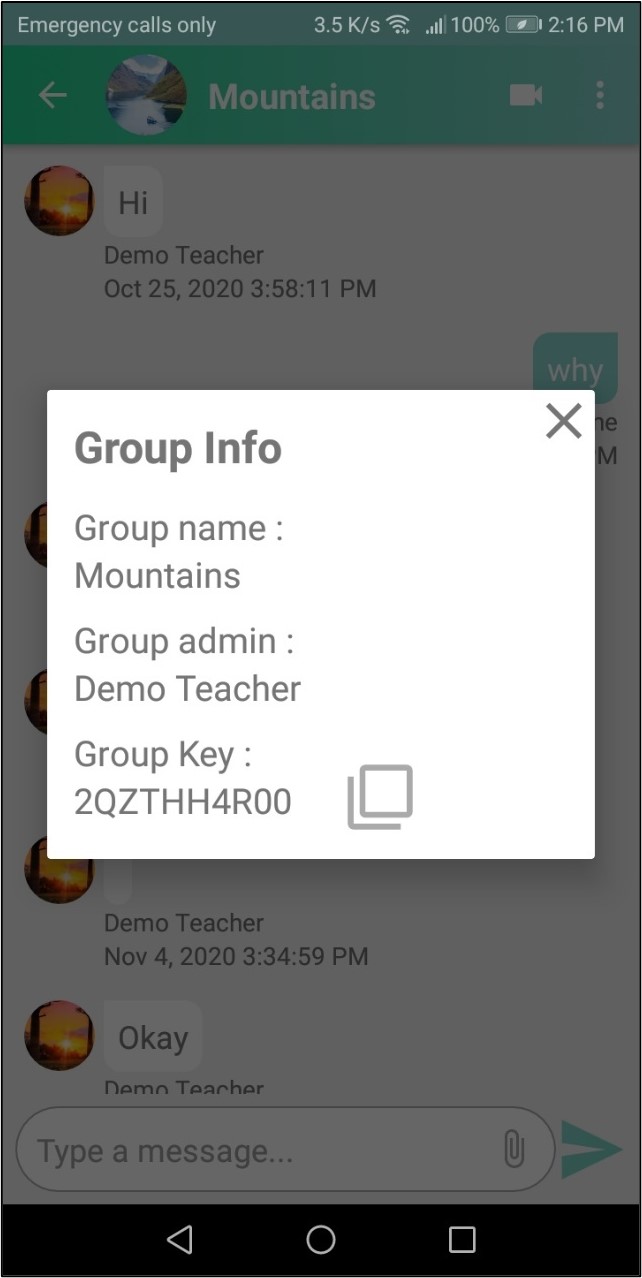 Emergency calls only 3.5 K/s 100% 2:16 PM
Mountains
Hi
Demo Teacher
Oct 25, 2020 3:58:11 PM
why
ne
PM
Group Info
Group name :
Mountains
Group admin :
Demo Teacher
Group Key :
2QZTHH4R00
Demo Teacher
Nov 4, 2020 3:34:59 PM
Okay
Demo Teacher
Type a message...